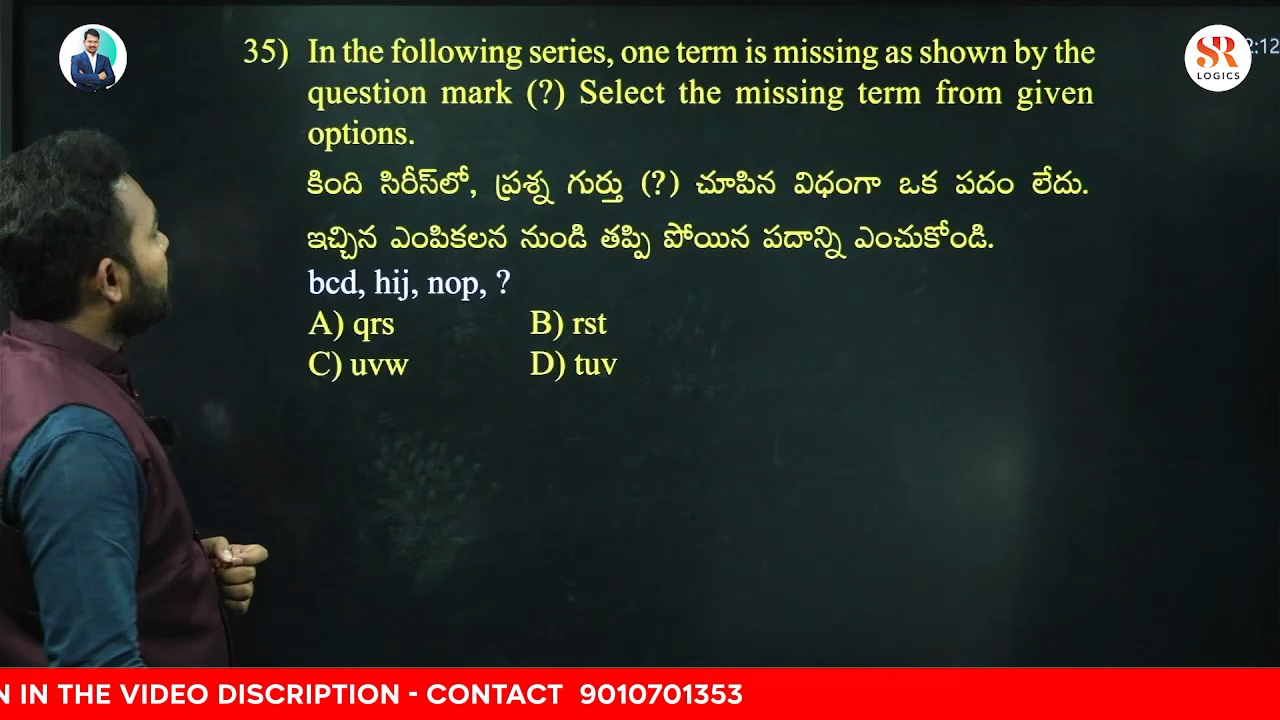 35) In the following series, one term is missing as shown by the
question mark (?) Select the missing term from given
options.
కింది సిరీస్‌లో, ప్రశ్న గుర్తు (?) చూపిన విధంగా ఒక పదం లేదు.
ఇచ్చిన ఎంపికలన నుండి తప్పి పోయిన పదాన్ని ఎంచుకోండి.
bcd, hij, nop, ?
A) qrs B) rst
C) uvw D) tuv
SR
LOGICS
2:12
N IN THE VIDEO DISCRIPTION - CONTACT 9010701353